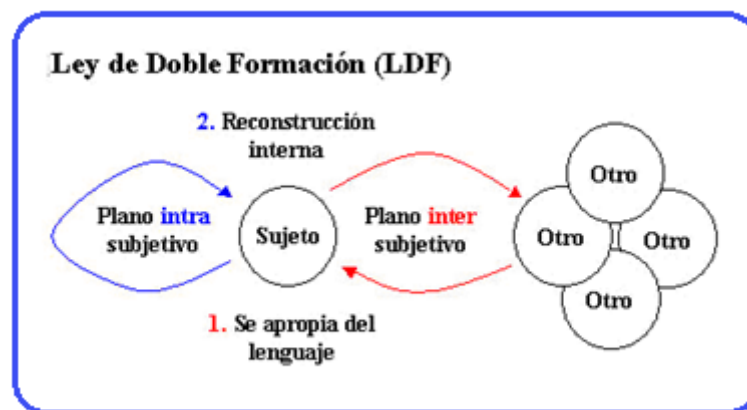 Ley de Doble Formación (LDF)
2. Reconstrucción
interna
Plano intra
subjetivo
Sujeto
Plano inter
subjetivo
Otro
Otro
Otro
Otro
1. Se apropia del
lenguaje